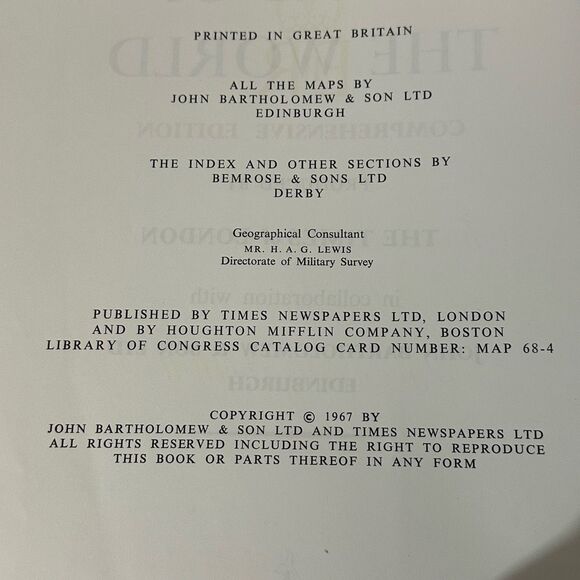 PRINTED IN GREAT BRITAIN
ALL THE MAPS BY
JOHN BARTHOLOMEW & SON LTD
EDINBURGH
THE INDEX AND OTHER SECTIONS BY
BEMROSE & SONS LTD
DERBY
Geographical Consultant
MR. H. A. G. LEWIS
Directorate of Military Survey
PUBLISHED BY TIMES NEWSPAPERS LTD, LONDON
AND BY HOUGHTON MIFFLIN COMPANY, BOSTON
LIBRARY OF CONGRESS CATALOG CARD NUMBER: MAP 68-4
COPYRIGHT © 1967 BY
JOHN BARTHOLOMEW & SON LTD AND TIMES NEWSPAPERS LTD
ALL RIGHTS RESERVED INCLUDING THE RIGHT TO REPRODUCE
THIS BOOK OR PARTS THEREOF IN ANY FORM